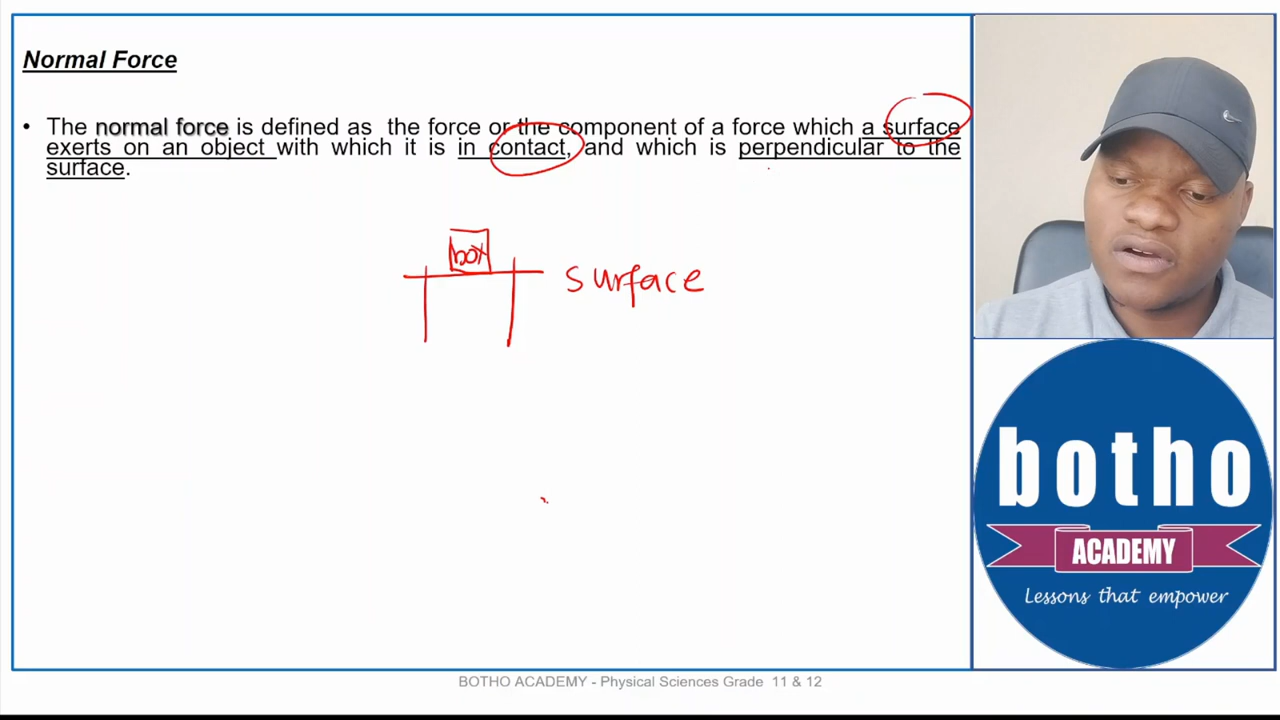 Normal Force
• The normal force is defined as the force or the component of a force which a surface
exerts on an object with which it is in contact, and which is perpendicular to the
surface.
box
surface
botho
ACADEMY
Lessons that empower
BOTHO ACADEMY - Physical Sciences Grade 11 & 12